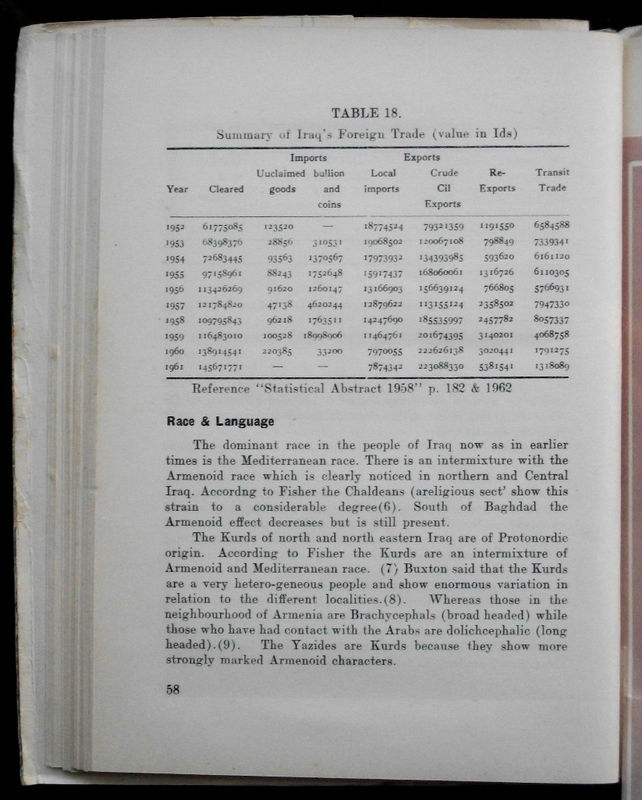 TABLE 18.
Summary of Iraq's Foreign Trade (value in Ids)
Imports Exports
Uuclaimed bullion Local Crude Re- Transit
Year Cleared goods and imports Cil Exports Trade
coins Exports
1952 61775085 123520 — 18774524 79321359 1191550 6584588
1953 68398376 28856 310531 19068502 120067108 798849 7339341
1954 72683445 93563 1370567 17973932 134393985 593620 6161120
1955 97158961 88243 1752648 15917437 168060061 1316726 6110305
1956 113426269 91620 1260147 13166903 156639124 766805 5766931
1957 121784820 47138 4620244 12879622 113155124 2358502 7947330
1958 109795843 96218 1763511 14247690 185535997 2457782 8057337
1959 116483010 100528 18998906 11464761 201674395 3140201 4068758
1960 138914541 220385 33200 7970055 222626138 3020441 1791275
1961 145671771 — — 7874342 223088330 5381541 1318089
Reference "Statistical Abstract 1958" p. 182 & 1962
Race & Language
The dominant race in the people of Iraq now as in earlier
times is the Mediterranean race. There is an intermixture with the
Armenoid race which is clearly noticed in northern and Central
Iraq. Accordng to Fisher the Chaldeans (areligious sect' show this
strain to a considerable degree(6). South of Baghdad the
Armenoid effect decreases but is still present.
The Kurds of north and north eastern Iraq are of Protonordic
origin. According to Fisher the Kurds are an intermixture of
Armenoid and Mediterranean race. (7) Buxton said that the Kurds
are a very hetero-geneous people and show enormous variation in
relation to the different localities.(8). Whereas those in the
neighbourhood of Armenia are Brachycephals (broad headed) while
those who have had contact with the Arabs are dolichcephalic (long
headed).(9). The Yazides are Kurds because they show more
strongly marked Armenoid characters.
58